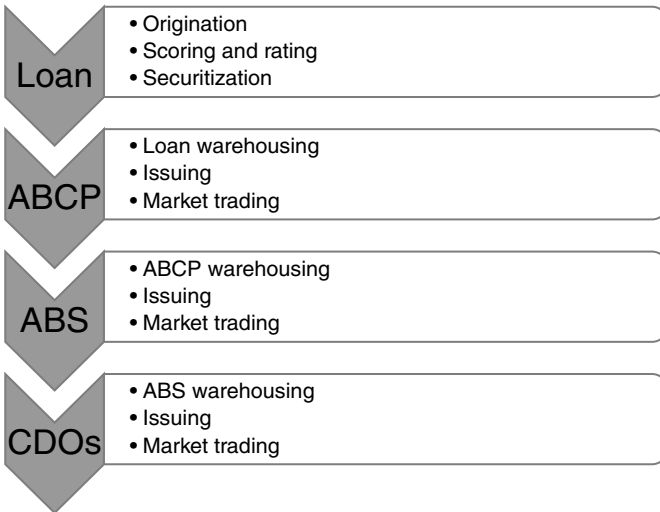 Loan
• Origination
• Scoring and rating
• Securitization
ABCP
• Loan warehousing
• Issuing
• Market trading
ABS
• ABCP warehousing
• Issuing
• Market trading
CDOs
• ABS warehousing
• Issuing
• Market trading